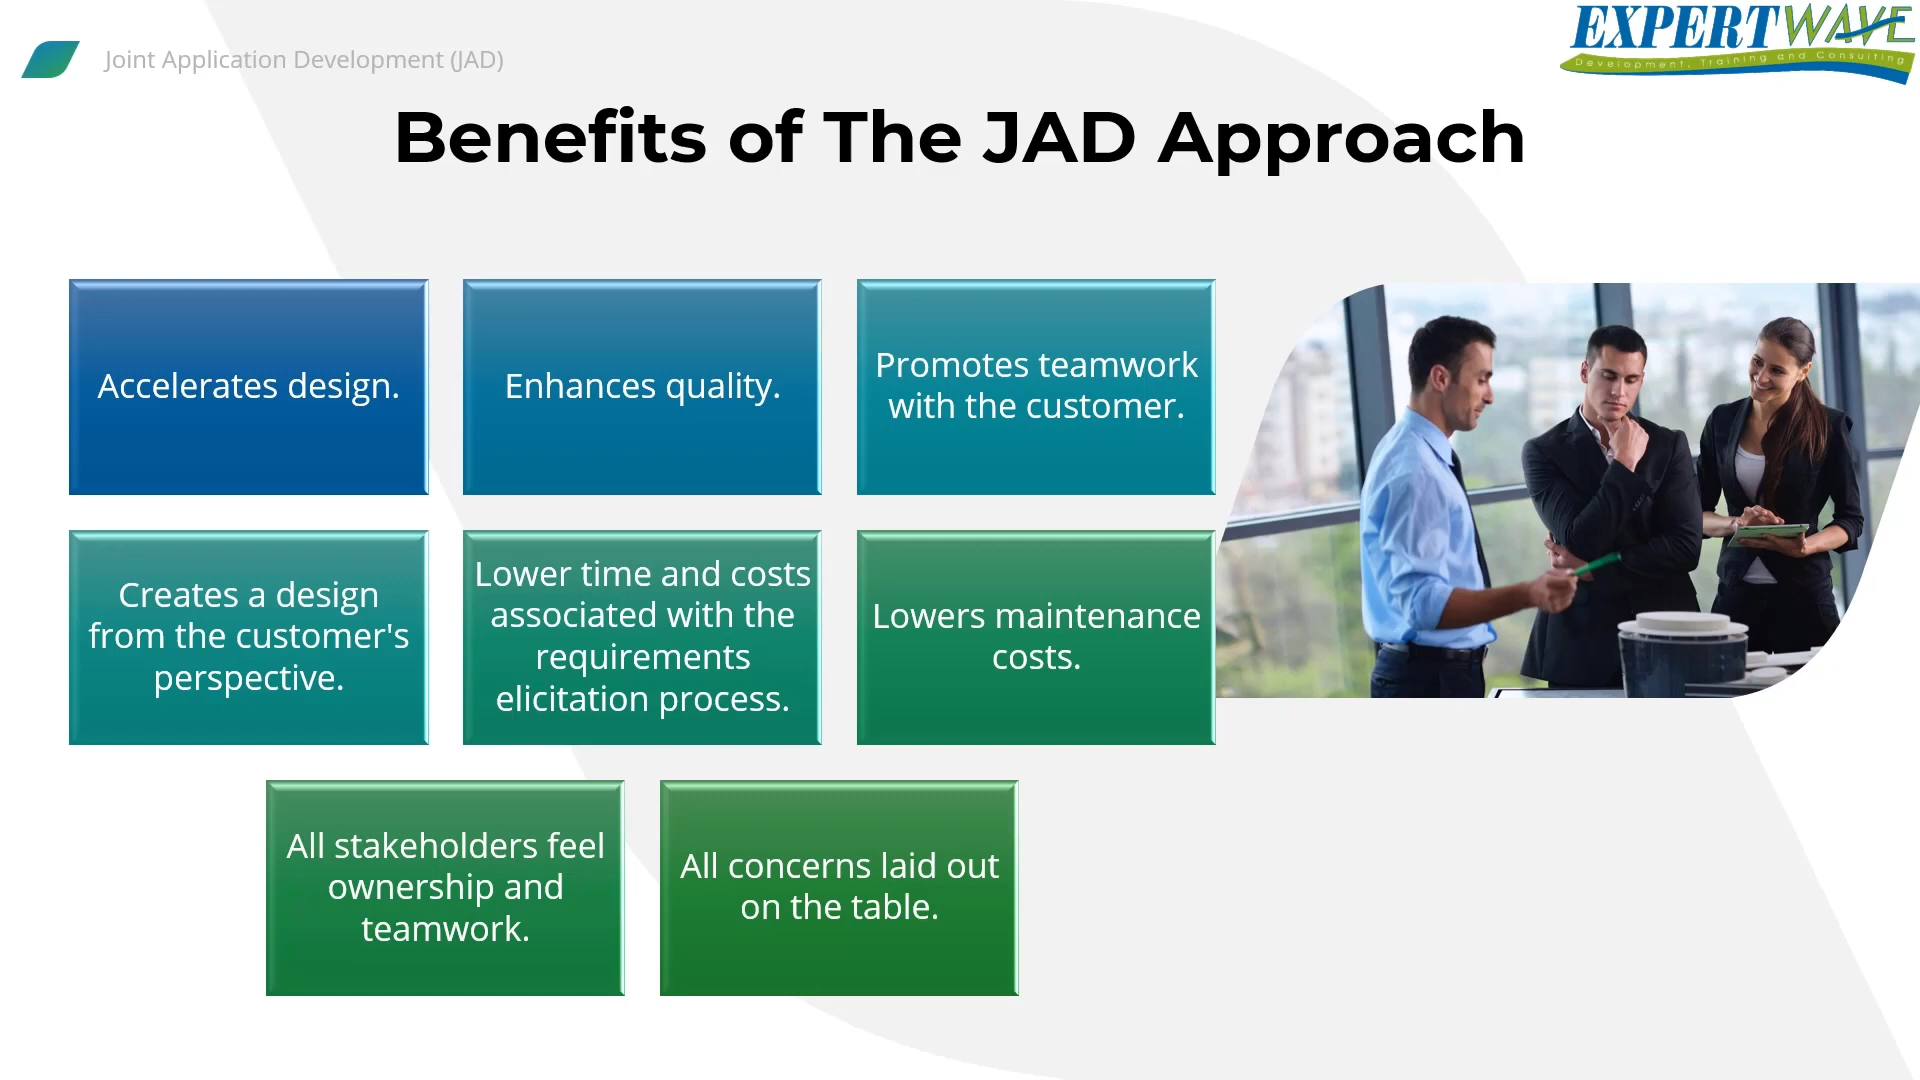 Joint Application Development (JAD)
EXPERTWAVE
Development, Training and Consulting
Benefits of The JAD Approach
Accelerates design.
Enhances quality.
Promotes teamwork
with the customer.
Creates a design
from the customer's
perspective.
Lower time and costs
associated with the
requirements
elicitation process.
Lowers maintenance
costs.
All stakeholders feel
ownership and
teamwork.
All concerns laid out
on the table.